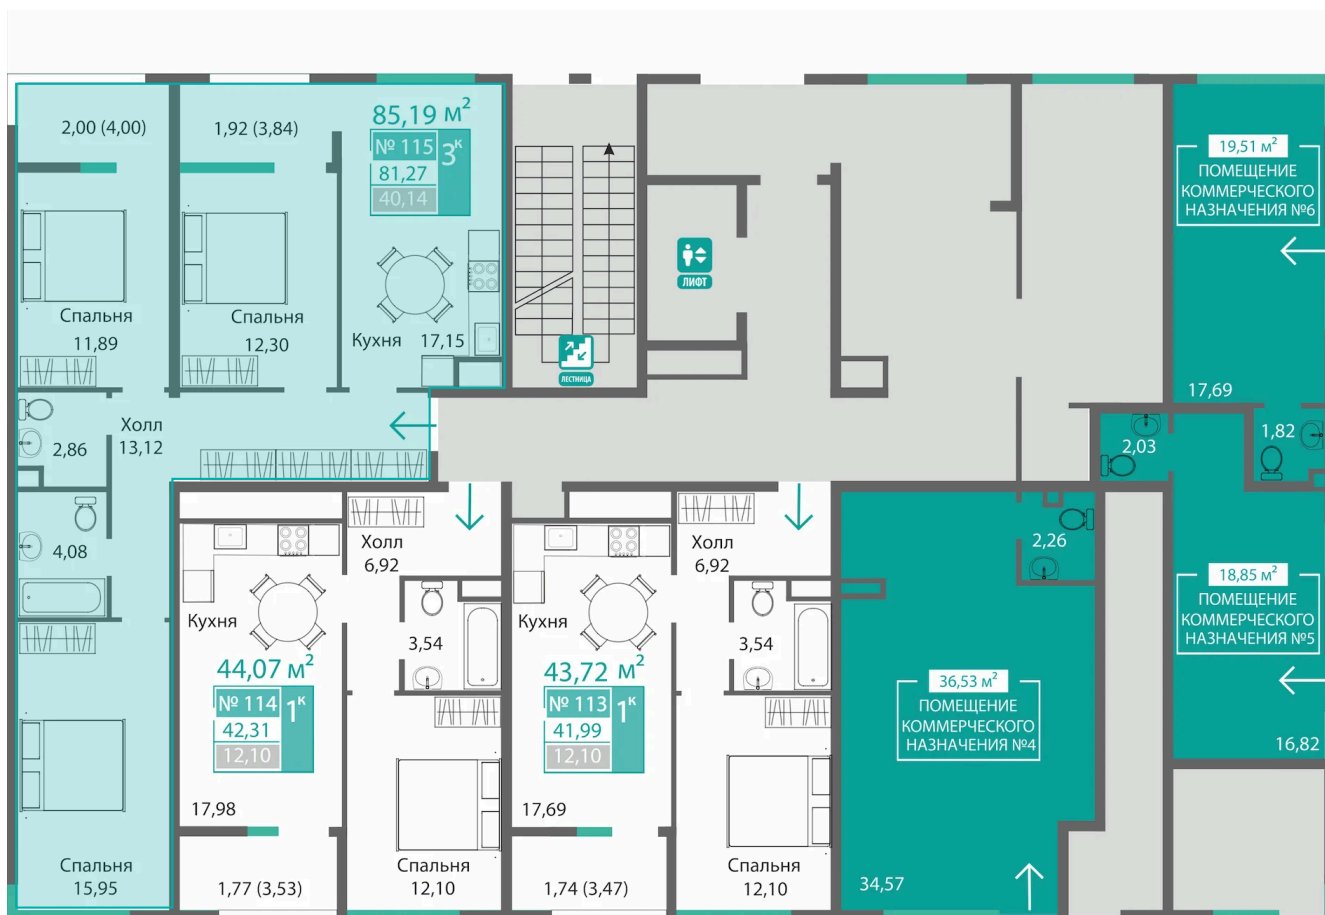 2,00 (4,00)
1,92 (3,84)
85,19 м²
№ 115
3к
81,27
40,14
Спальня
11,89
Спальня
12,30
Кухня 17,15
ЛИФТ
ЛЕСТНИЦА
19,51 м²
ПОМЕЩЕНИЕ
КОММЕРЧЕСКОГО
НАЗНАЧЕНИЯ №6
17,69
1,82
2,03
Холл
13,12
2,86
4,08
Спальня
15,95
Холл
6,92
Кухня
3,54
44,07 м²
№ 114
1к
42,31
12,10
17,98
Спальня
12,10
1,77 (3,53)
Холл
6,92
Кухня
3,54
43,72 м²
№ 113
1к
41,99
12,10
17,69
Спальня
12,10
1,74 (3,47)
2,26
36,53 м²
ПОМЕЩЕНИЕ
КОММЕРЧЕСКОГО
НАЗНАЧЕНИЯ №4
34,57
18,85 м²
ПОМЕЩЕНИЕ
КОММЕРЧЕСКОГО
НАЗНАЧЕНИЯ №5
16,82